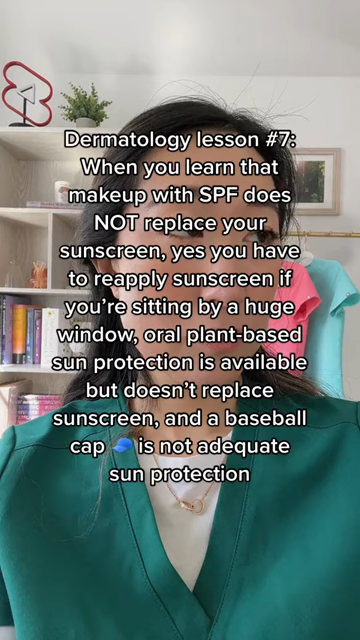 Dermatology lesson #7:
When you learn that
makeup with SPF does
NOT replace your
sunscreen, yes you have
to reapply sunscreen if
you're sitting by a huge
window, oral plant-based
sun protection is available
but doesn't replace
sunscreen, and a baseball
cap 🧢 is not adequate
sun protection